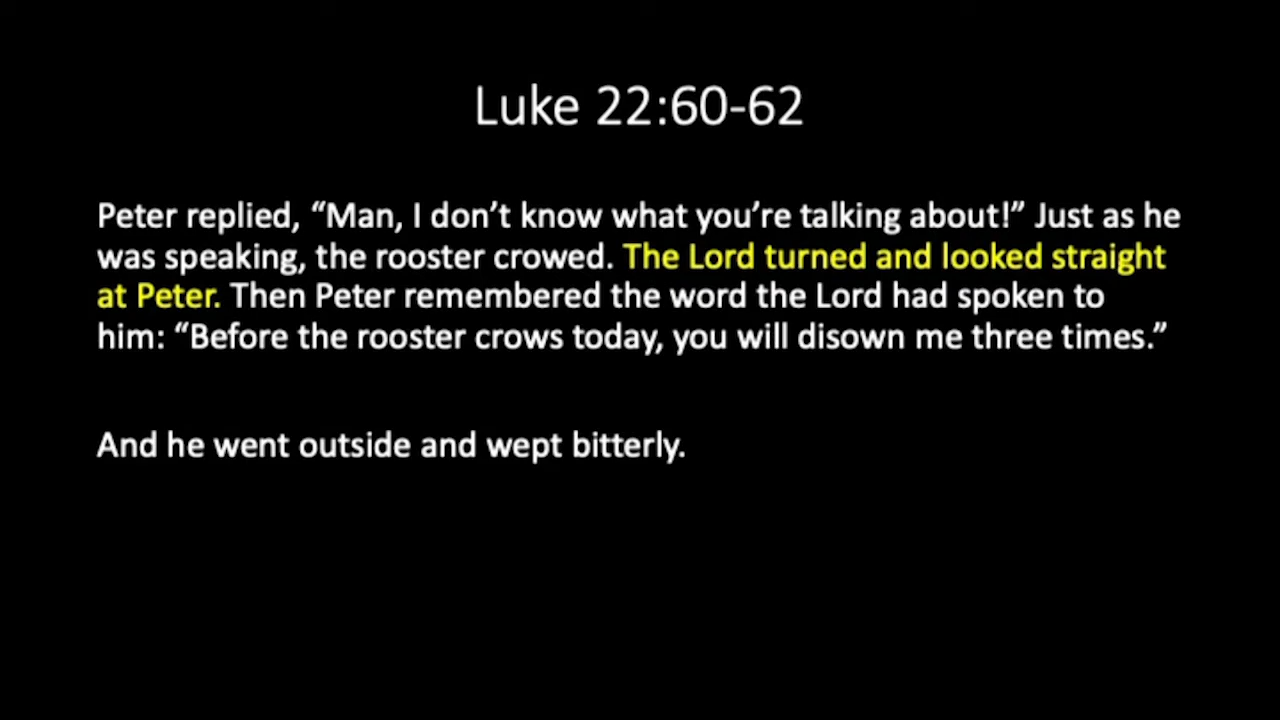 Luke 22:60-62
Peter replied, “Man, I don’t know what you’re talking about!” Just as he
was speaking, the rooster crowed. The Lord turned and looked straight
at Peter. Then Peter remembered the word the Lord had spoken to
him: “Before the rooster crows today, you will disown me three times.”
And he went outside and wept bitterly.